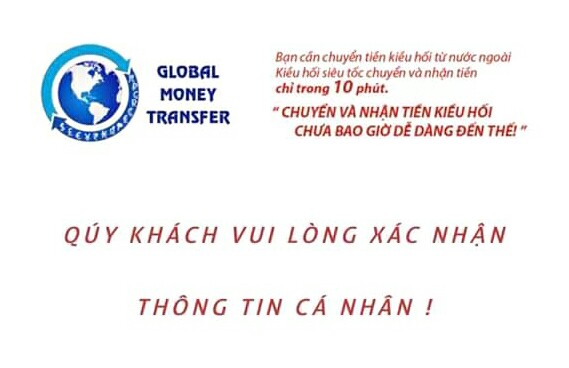 GLOBAL
MONEY
TRANSFER
Bạn cần chuyển tiền kiều hối từ nước ngoài
Kiều hối siêu tốc chuyển và nhận tiền
chỉ trong 10 phút.
“ CHUYỂN VÀ NHẬN TIỀN KIỀU HỐI
CHƯA BAO GIỜ DỄ DÀNG ĐẾN THẾ! ”
QÚY KHÁCH VUI LÒNG XÁC NHẬN
THÔNG TIN CÁ NHÂN !